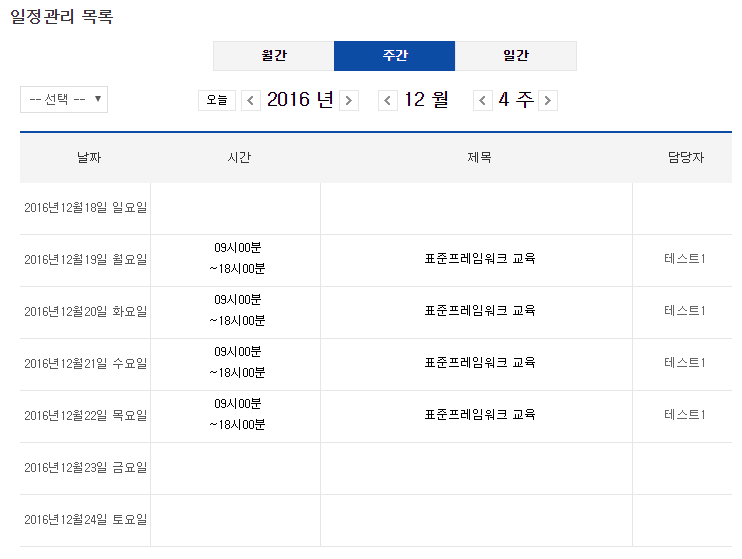 일정관리 목록
월간 주간 일간
-- 선택 -- ▼ 오늘 < 2016 년 > < 12 월 < 4 주 >
날짜 시간 제목 담당자
2016년12월18일 일요일
09시00분
2016년12월19일 월요일 ~18시00분 표준프레임워크 교육 테스트1
09시00분
2016년12월20일 화요일 ~18시00분 표준프레임워크 교육 테스트1
09시00분
2016년12월21일 수요일 ~18시00분 표준프레임워크 교육 테스트1
09시00분
2016년12월22일 목요일 ~18시00분 표준프레임워크 교육 테스트1
2016년12월23일 금요일
2016년12월24일 토요일